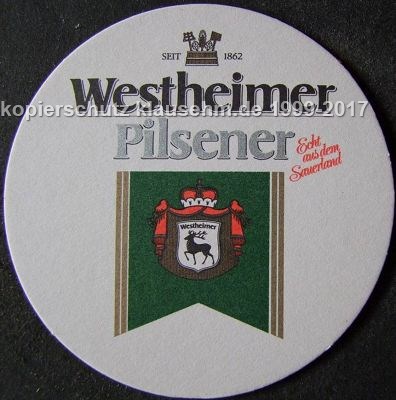 SEIT 1862
Westheimer
kopierschutz klausehm.de 1999-2017
Pilsener
Echt
aus dem
Sauerland
Westheimer